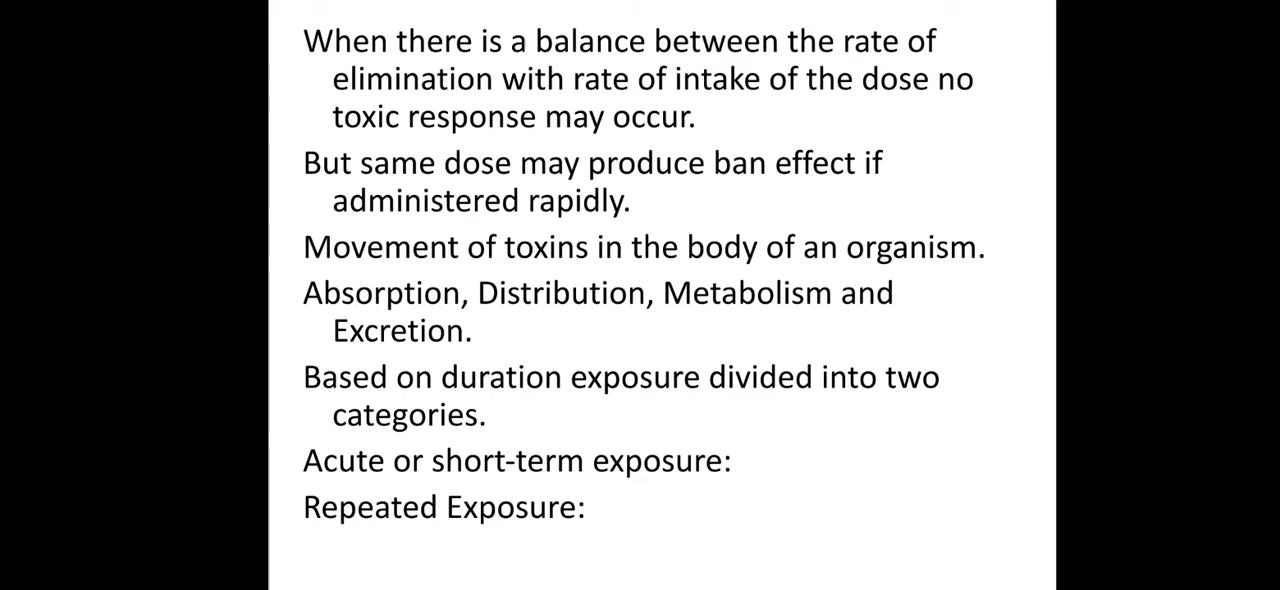 When there is a balance between the rate of
elimination with rate of intake of the dose no
toxic response may occur.
But same dose may produce ban effect if
administered rapidly.
Movement of toxins in the body of an organism.
Absorption, Distribution, Metabolism and
Excretion.
Based on duration exposure divided into two
categories.
Acute or short-term exposure:
Repeated Exposure: